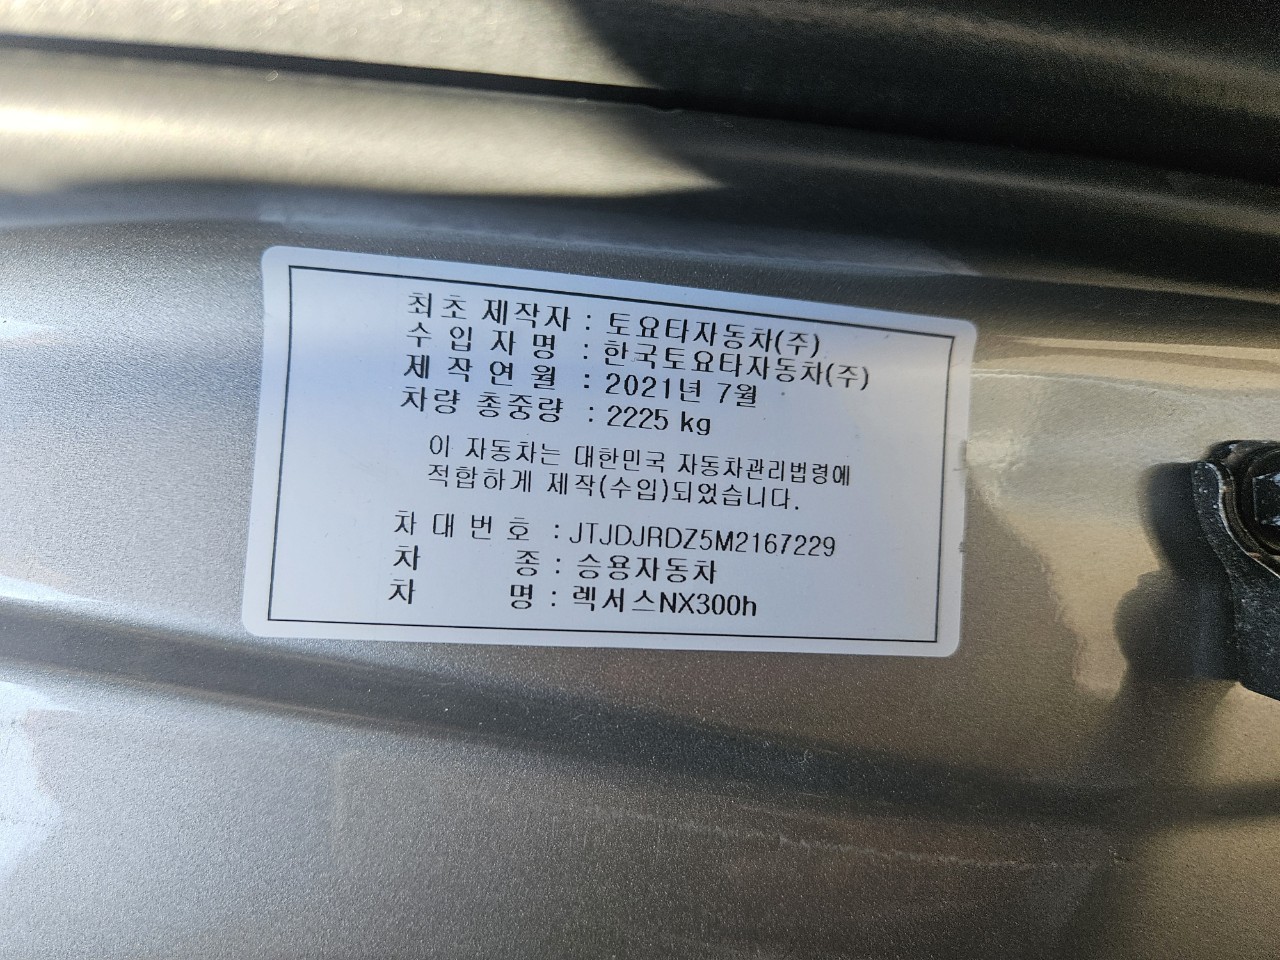 최초 제작자 : 토요타자동차(주)
수입자명 : 한국토요타자동차(주)
제작연월 : 2021년 7월
차량 총중량 : 2225 kg
이 자동차는 대한민국 자동차관리법령에
적합하게 제작(수입)되었습니다.
차대번호 : JTJDJRDZ5M2167229
차 종 : 승용자동차
차 명 : 렉서스NX300h